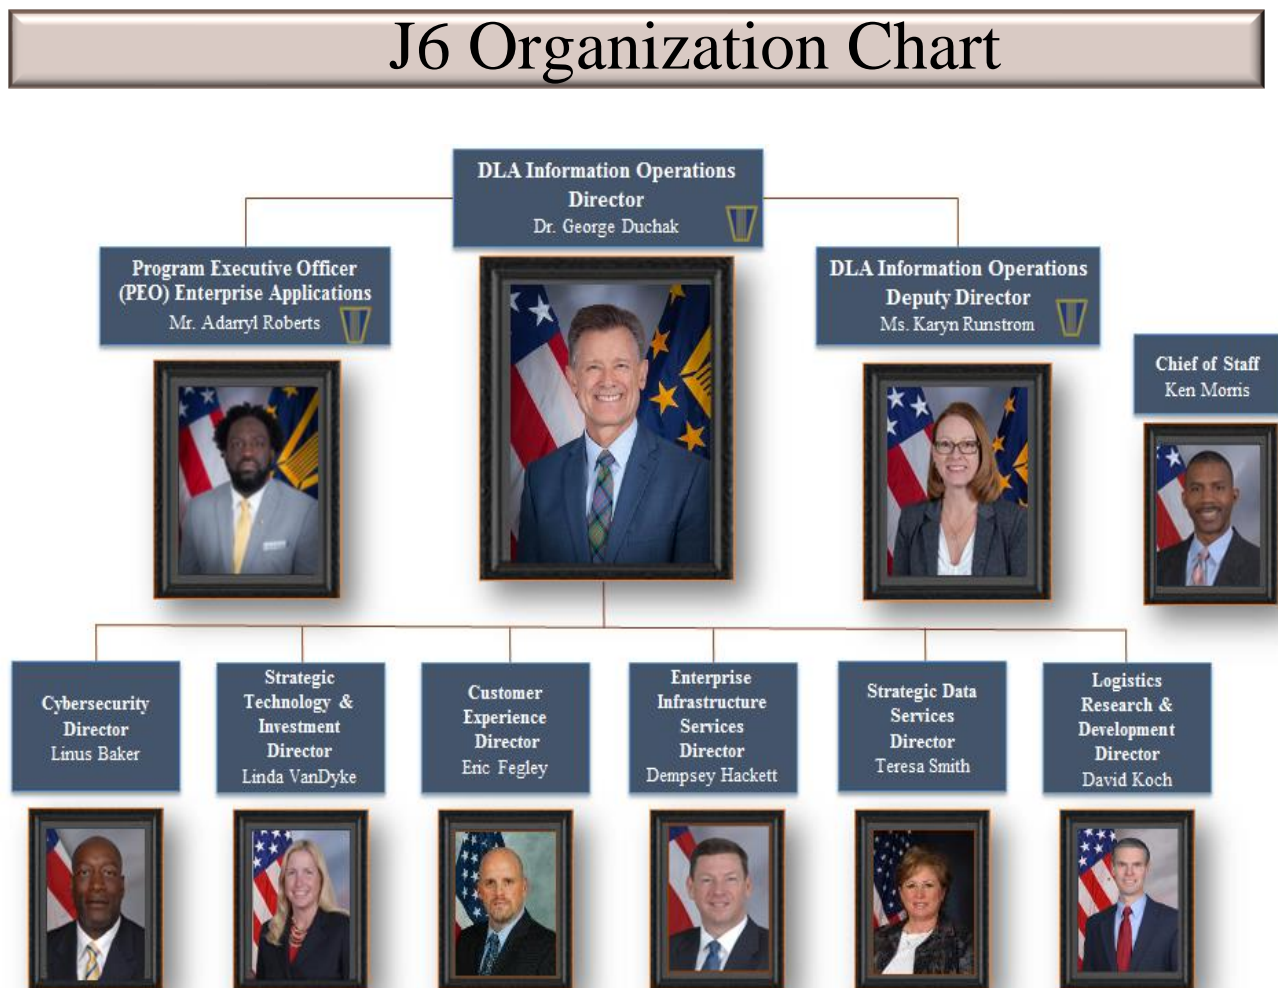 J6 Organization Chart
DLA Information Operations
Director
Dr. George Duchak
Program Executive Officer
(PEO) Enterprise Applications
Mr. Adarryl Roberts
DLA Information Operations
Deputy Director
Ms. Karyn Runstrom
Chief of Staff
Ken Morris
Cybersecurity
Director
Linus Baker
Strategic
Technology &
Investment
Director
Linda VanDyke
Customer
Experience
Director
Eric Fegley
Enterprise
Infrastructure
Services
Director
Dempsey Hackett
Strategic Data
Services
Director
Teresa Smith
Logistics
Research &
Development
Director
David Koch